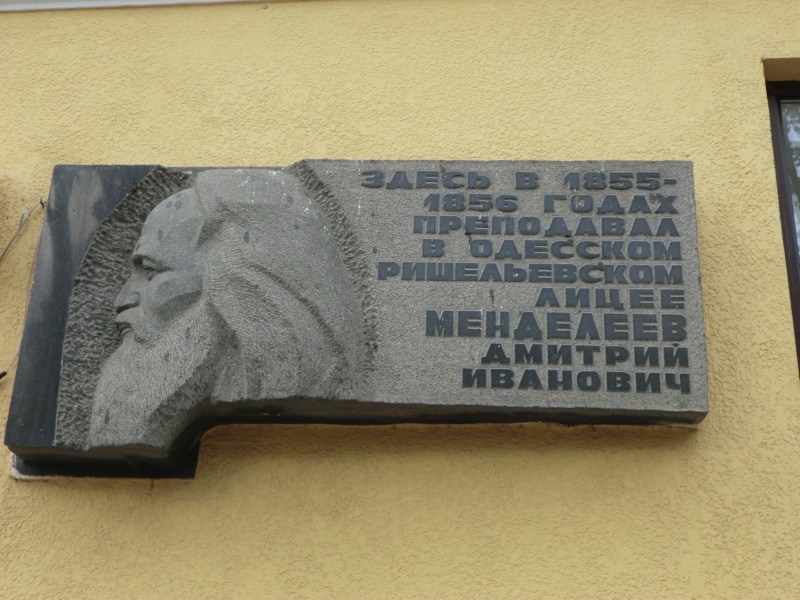 ЗДЕСЬ В 1855-
1856 ГОДАХ
ПРЕПОДАВАЛ
В ОДЕССКОМ
РИШЕЛЬЕВСКОМ
ЛИЦЕЕ
МЕНДЕЛЕЕВ
ДМИТРИЙ
ИВАНОВИЧ